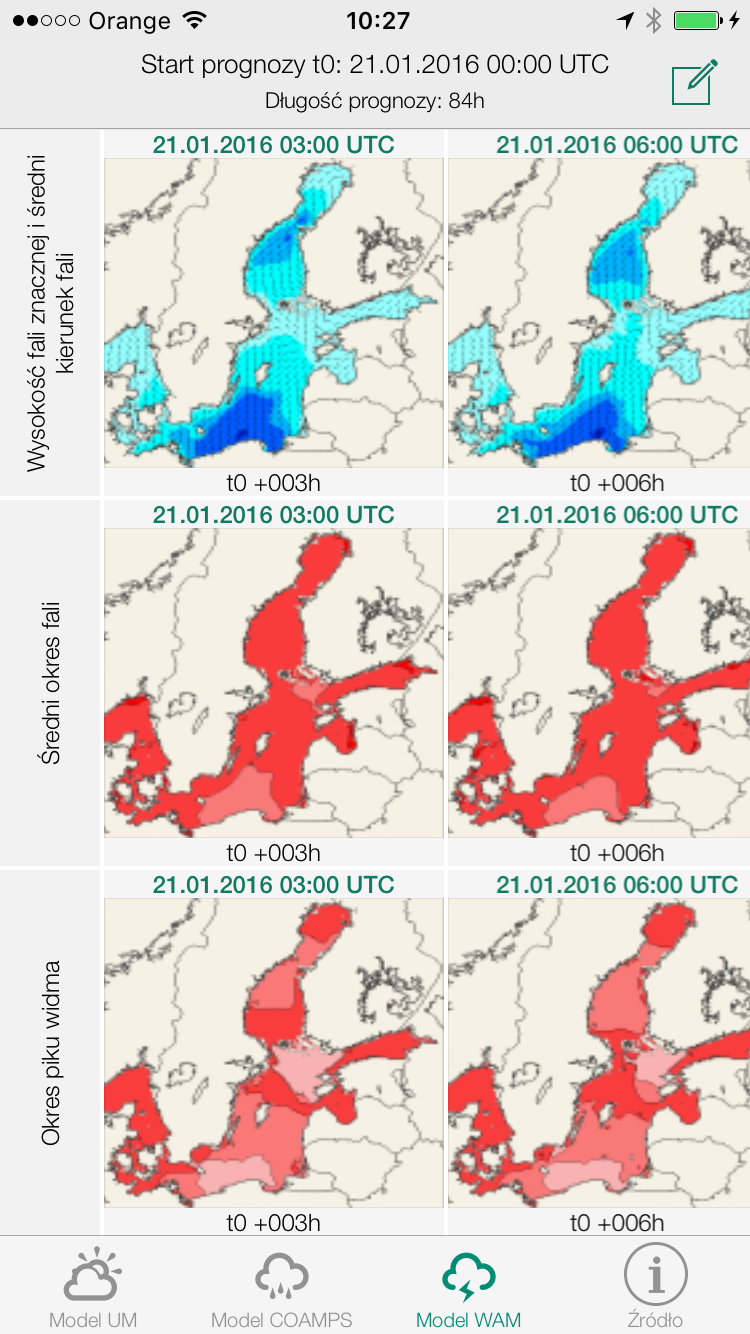 Orange 10:27
Start prognozy t0: 21.01.2016 00:00 UTC
Długość prognozy: 84h
Wysokość fali znacznej i średni
kierunek fali
21.01.2016 03:00 UTC
21.01.2016 06:00 UTC
t0 +003h
t0 +006h
Średni okres fali
21.01.2016 03:00 UTC
21.01.2016 06:00 UTC
t0 +003h
t0 +006h
Okres piku widma
21.01.2016 03:00 UTC
21.01.2016 06:00 UTC
t0 +003h
t0 +006h
Model UM
Model COAMPS
Model WAM
Źródło